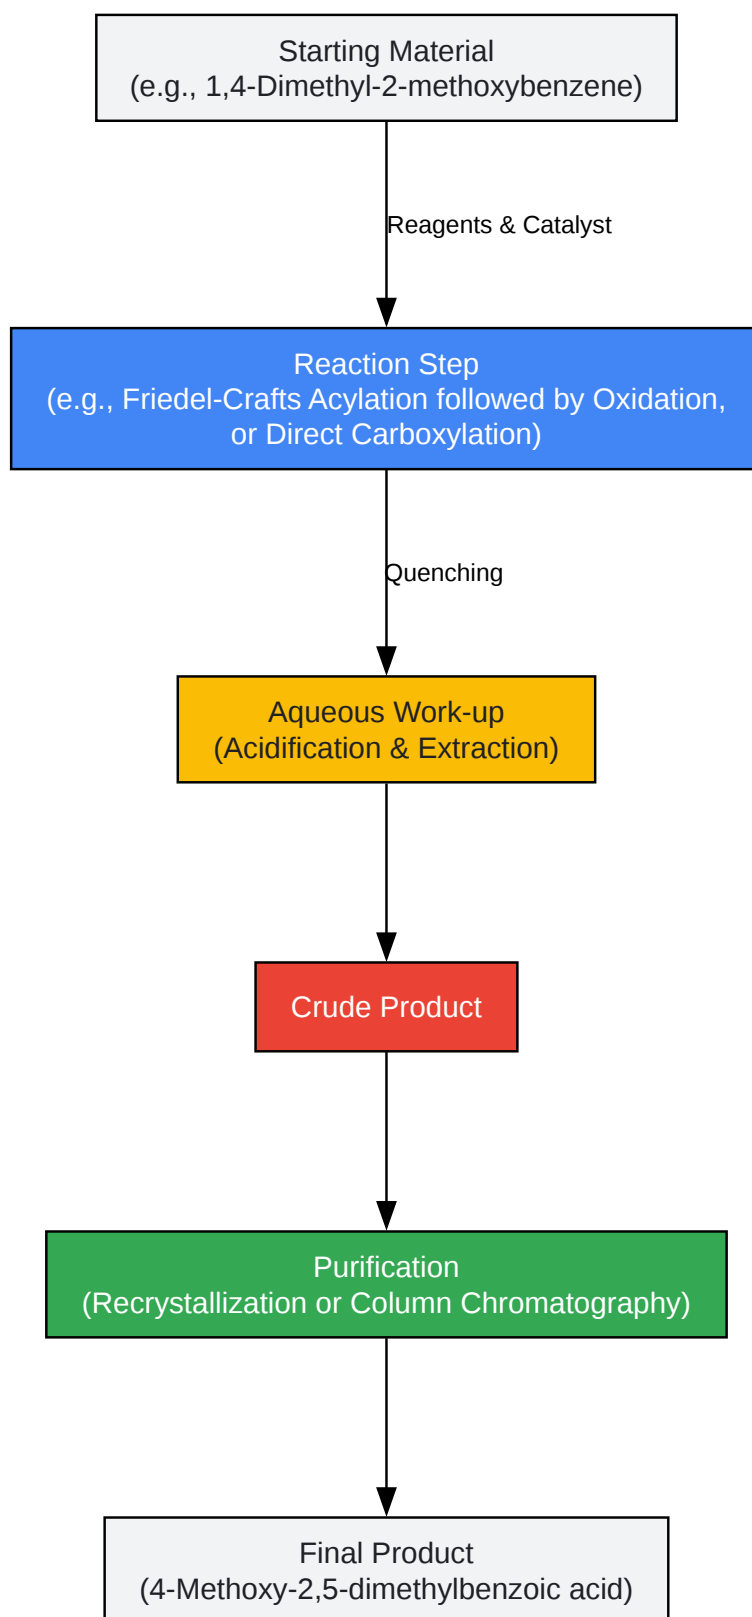 Starting Material
(e.g., 1,4-Dimethyl-2-methoxybenzene)
Reagents & Catalyst
Reaction Step
(e.g., Friedel-Crafts Acylation followed by Oxidation,
or Direct Carboxylation)
Quenching
Aqueous Work-up
(Acidification & Extraction)
Crude Product
Purification
(Recrystallization or Column Chromatography)
Final Product
(4-Methoxy-2,5-dimethylbenzoic acid)